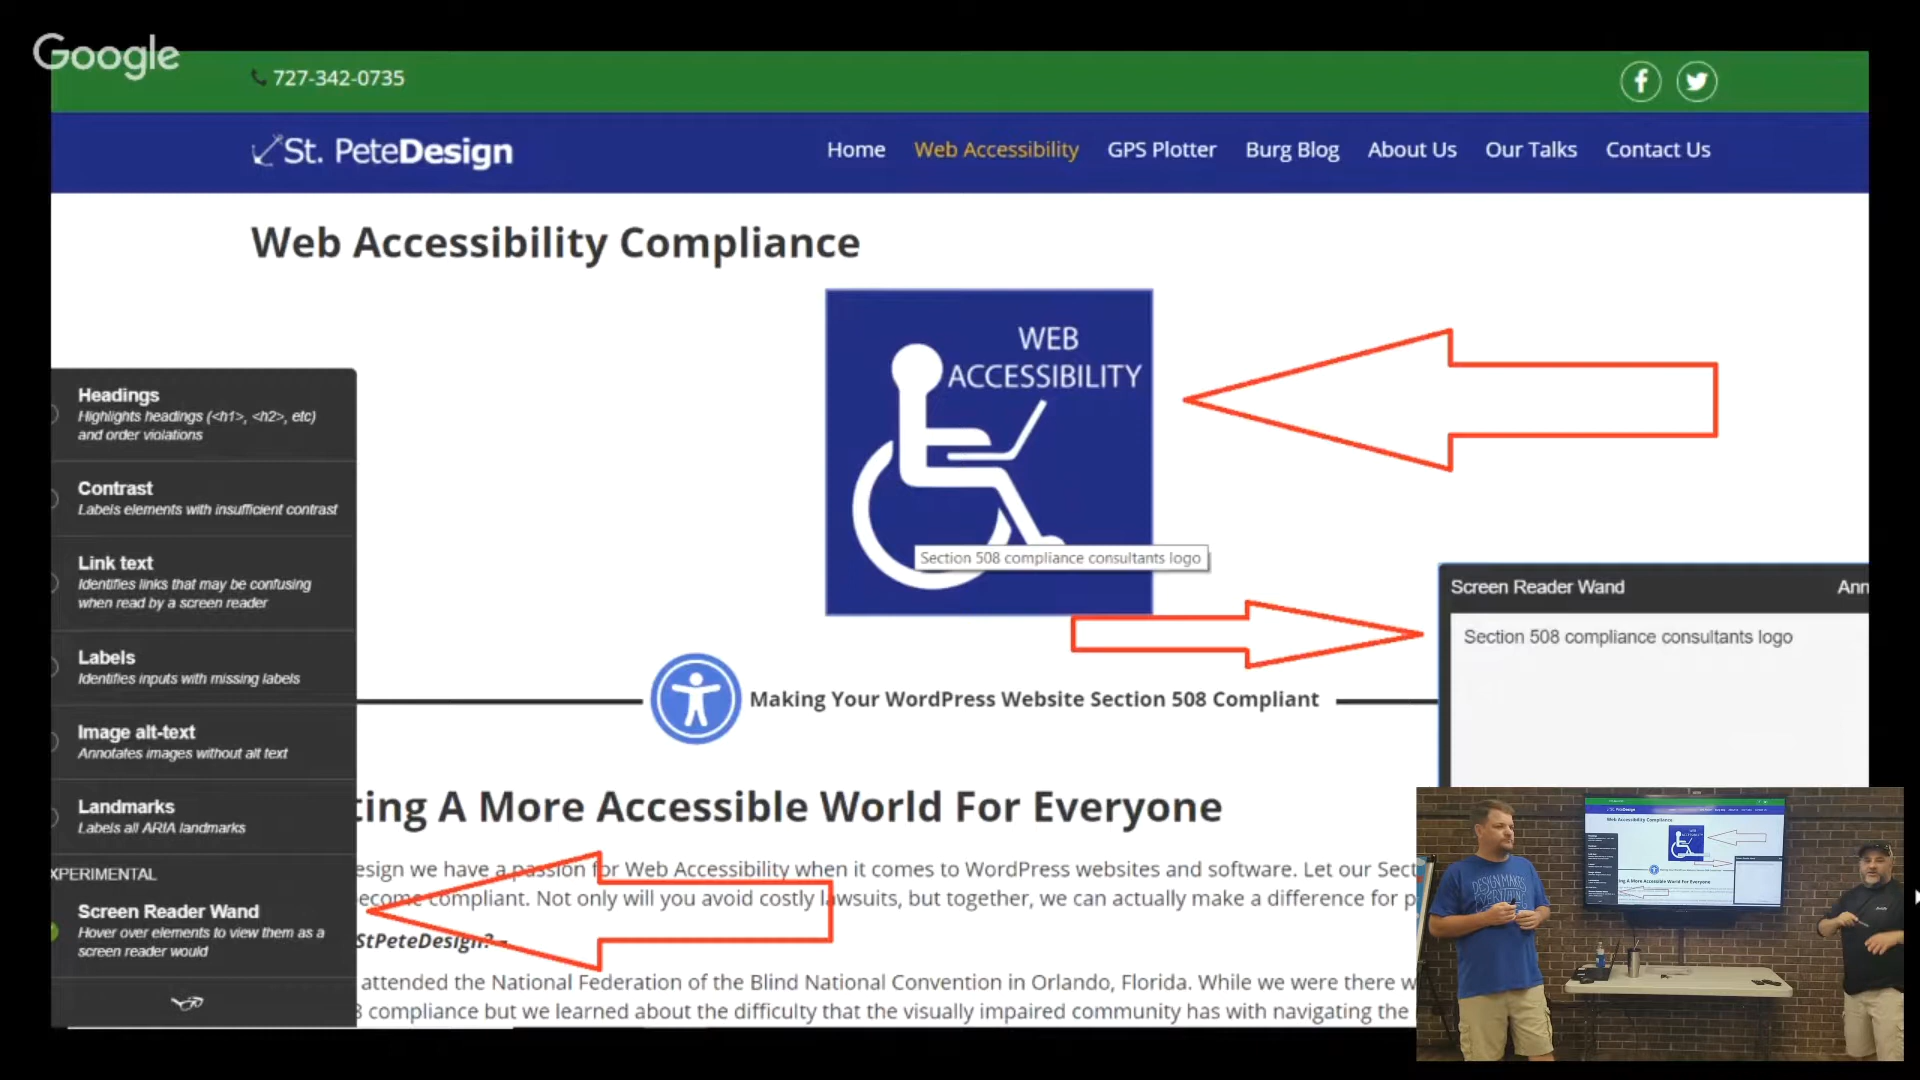 Google
727-342-0735
St. PeteDesign
Home Web Accessibility GPS Plotter Burg Blog About Us Our Talks Contact Us
Web Accessibility Compliance
WEB
ACCESSIBILITY
Section 508 compliance consultants logo
Headings
Highlights headings (<h1>, <h2>, etc)
and order violations
Contrast
Labels elements with insufficient contrast
Link text
Identifies links that may be confusing
when read by a screen reader
Labels
Identifies inputs with missing labels
Image alt-text
Annotates images without alt text
Landmarks
Labels all ARIA landmarks
XPERIMENTAL
Screen Reader Wand
Hover over elements to view them as a
screen reader would
Screen Reader Wand Ann
Section 508 compliance consultants logo
Making Your WordPress Website Section 508 Compliant
ting A More Accessible World For Everyone
esign we have a passion for Web Accessibility when it comes to WordPress websites and software. Let our Sect
ecome compliant. Not only will you avoid costly lawsuits, but together, we can actually make a difference for p
StPeteDesign? -
attended the National Federation of the Blind National Convention in Orlando, Florida. While we were there w
8 compliance but we learned about the difficulty that the visually impaired community has with navigating the
DESIGN MAKES
EVERYTHING